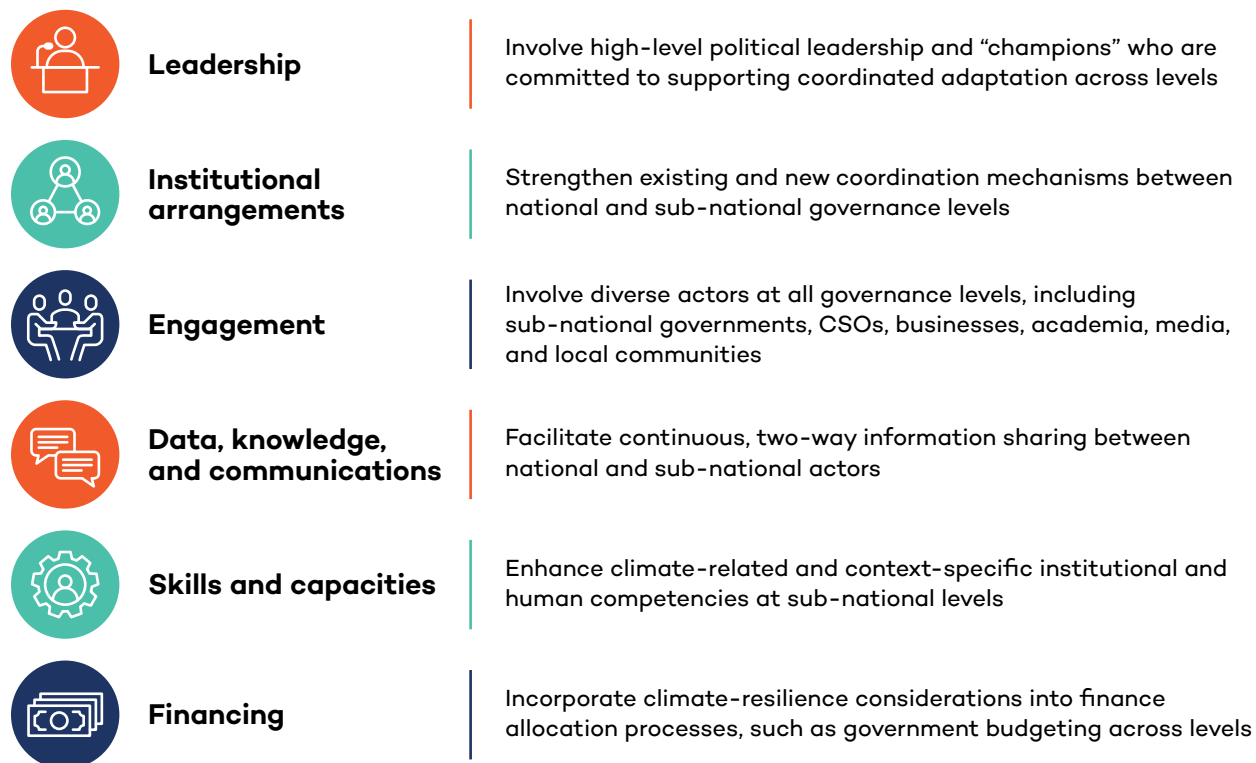 Leadership
Involve high-level political leadership and “champions” who are
committed to supporting coordinated adaptation across levels
Institutional
arrangements
Strengthen existing and new coordination mechanisms between
national and sub-national governance levels
Engagement
Involve diverse actors at all governance levels, including
sub-national governments, CSOs, businesses, academia, media,
and local communities
Data, knowledge,
and communications
Facilitate continuous, two-way information sharing between
national and sub-national actors
Skills and capacities
Enhance climate-related and context-specific institutional and
human competencies at sub-national levels
Financing
Incorporate climate-resilience considerations into finance
allocation processes, such as government budgeting across levels